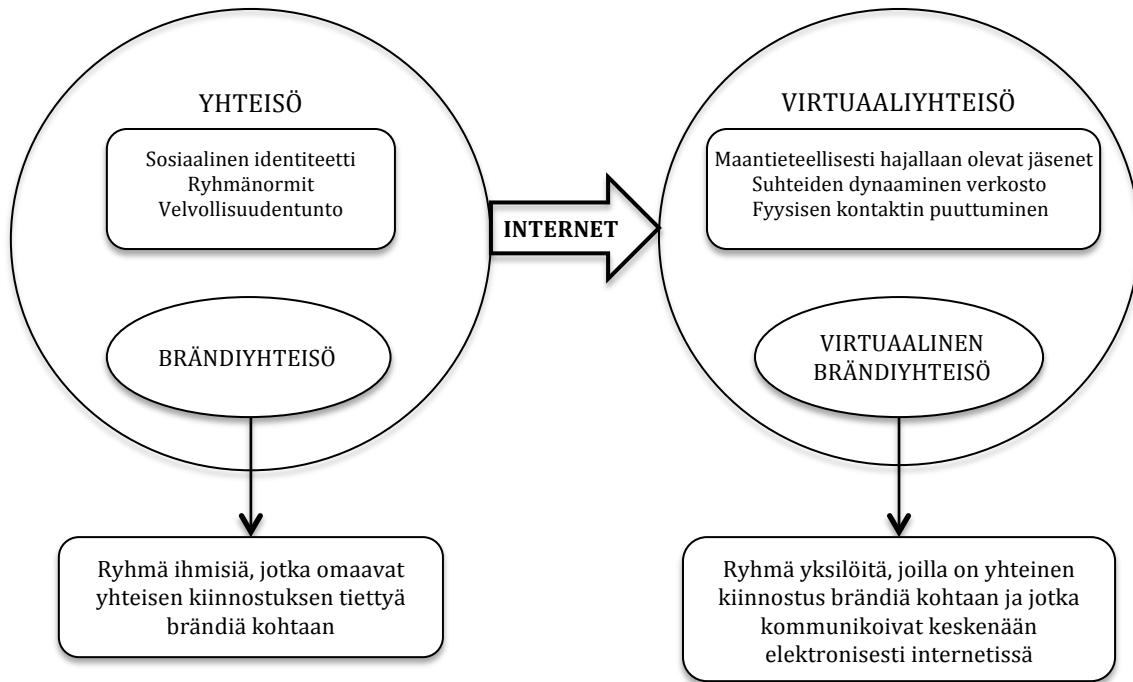 YHTEISÖ
Sosiaalinen identiteetti
Ryhmänormit
Velvollisuudentunto
BRÄNDIYHTEISÖ
Ryhmä ihmisiä, jotka omaavat
yhteisen kiinnostuksen tiettyä
brändiä kohtaan
INTERNET
VIRTUAALIYHTEISÖ
Maantieteellisesti hajallaan olevat jäsenet
Suhteiden dynaaminen verkosto
Fyysisen kontaktin puuttuminen
VIRTUAALINEN
BRÄNDIYHTEISÖ
Ryhmä yksilöitä, joilla on yhteinen
kiinnostus brändiä kohtaan ja jotka
kommunikoivat keskenään
elektronisesti internetissä